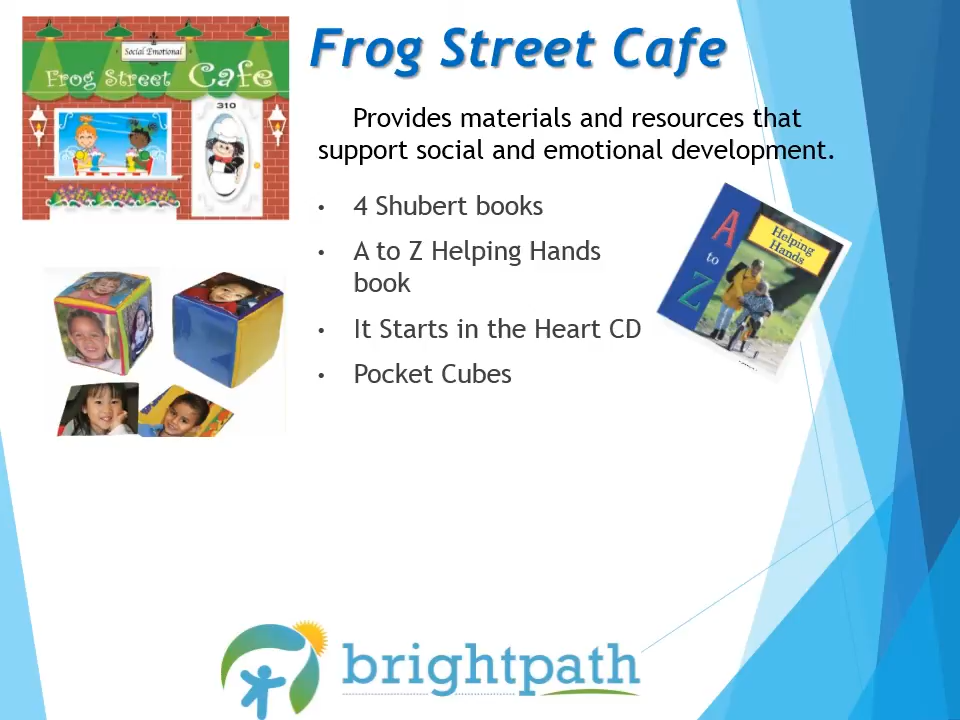 Social Emotional
Frog Street Cafe
310
Frog Street Cafe
Provides materials and resources that
support social and emotional development.
• 4 Shubert books
• A to Z Helping Hands
book
• It Starts in the Heart CD
• Pocket Cubes
A
to
Z
Helping
Hands
brightpath